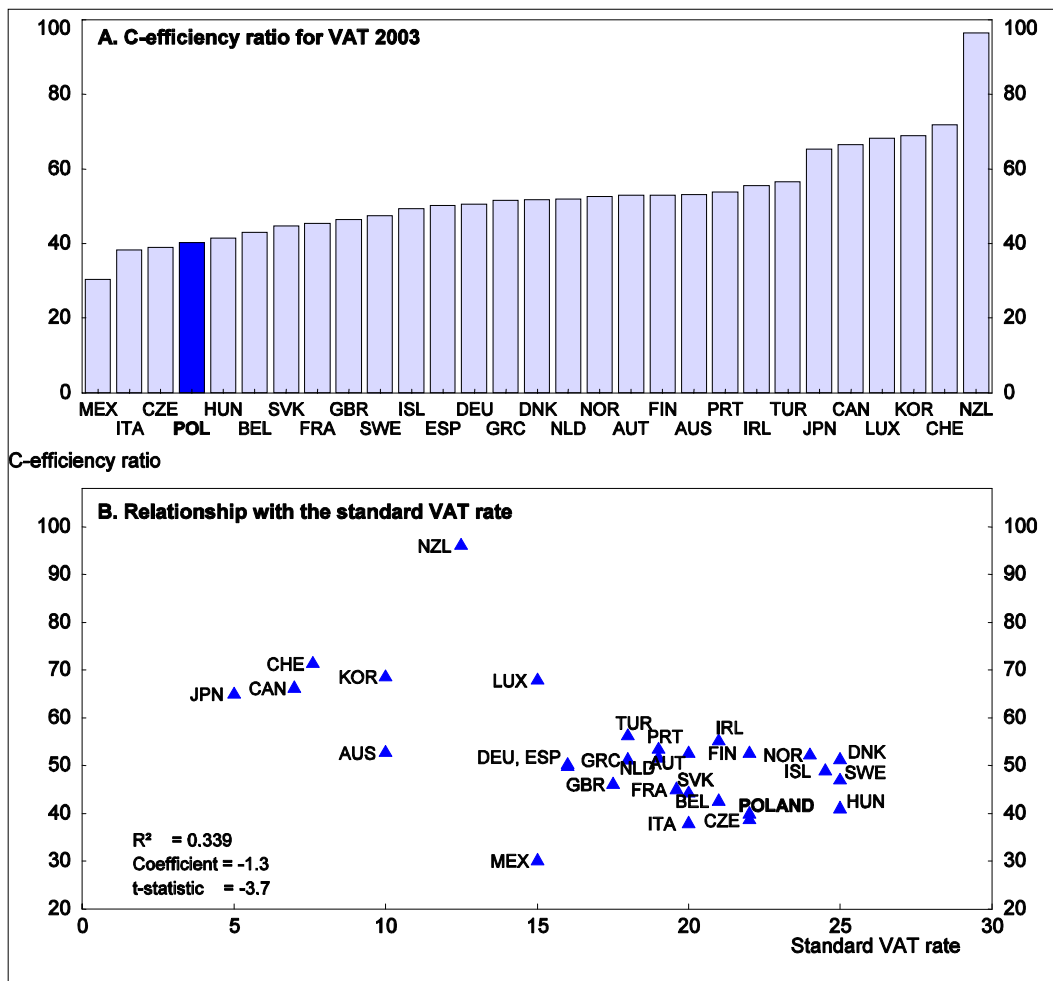 A. C-efficiency ratio for VAT 2003
100 100
80 80
60 60
40 40
20 20
0 0
MEX CZE HUN SVK GBR ISL DEU DNK NOR FIN PRT TUR CAN KOR NZL
ITA POL BEL FRA SWE ESP GRC NLD AUT AUS IRL JPN LUX CHE
C-efficiency ratio
B. Relationship with the standard VAT rate
100 100
NZL
90 90
80 80
70 70
CHE
KOR
LUX
JPN CAN
60 60
TUR
PRT
IRL
AUS
DEU, ESP
GRC
AUT
FIN
NOR
DNK
50 50
NLD
ISL
SWE
GBR
FRA
SVK
BEL
POLAND
HUN
40 40
ITA
CZE
R² = 0.339
30 30
MEX
Coefficient = -1.3
t-statistic = -3.7
20 20
0 5 10 15 20 25 30
Standard VAT rate